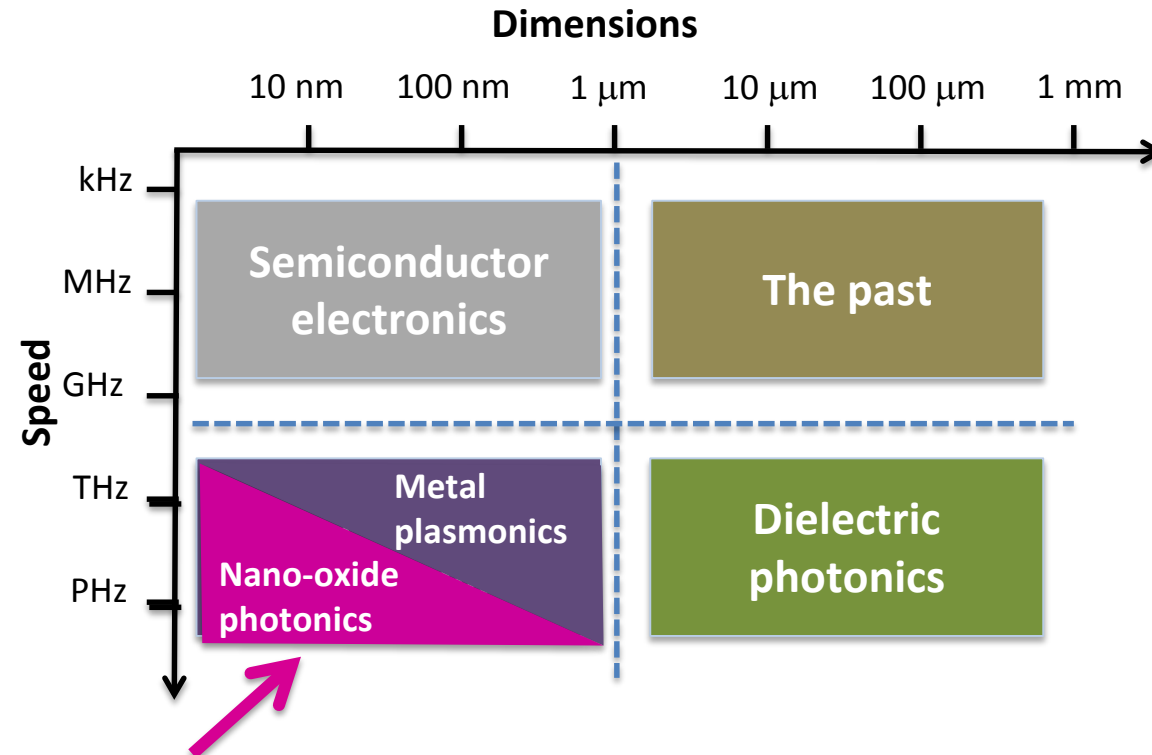 Dimensions
10 nm 100 nm 1 μm 10 μm 100 μm 1 mm
kHz
MHz
GHz
THz
PHz
Speed
Semiconductor
electronics
The past
Metal
plasmonics
Nano-oxide
photonics
Dielectric
photonics